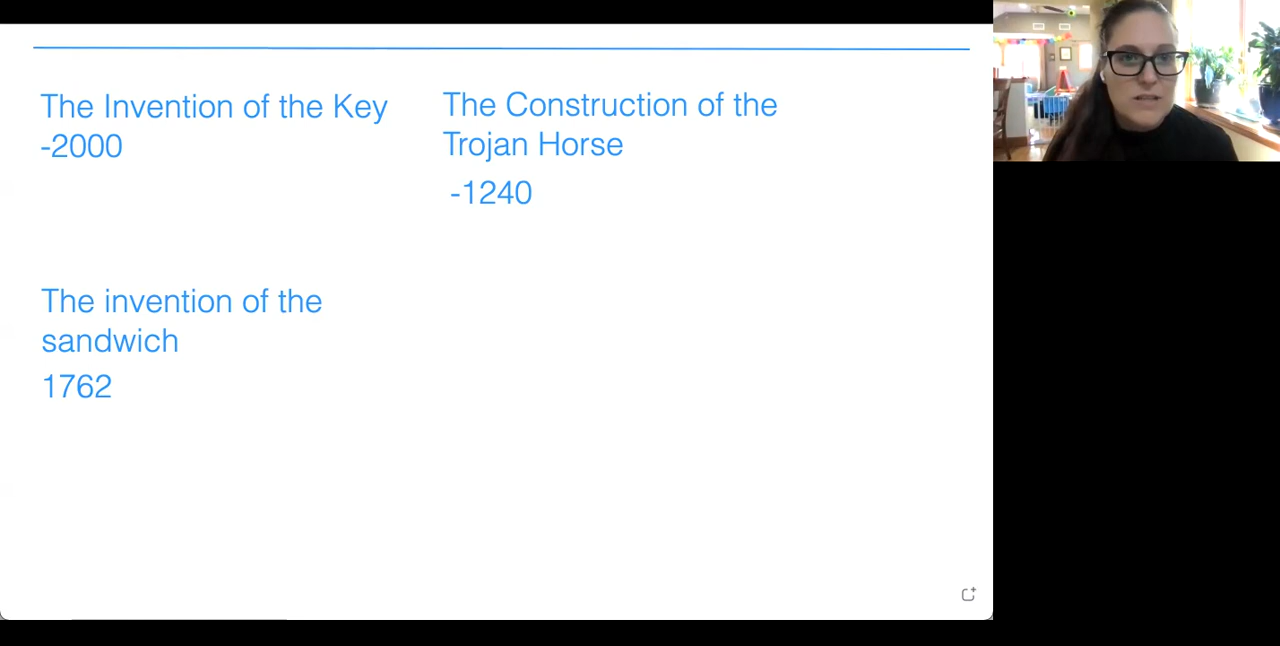 The Invention of the Key
-2000
The Construction of the
Trojan Horse
-1240
The invention of the
sandwich
1762